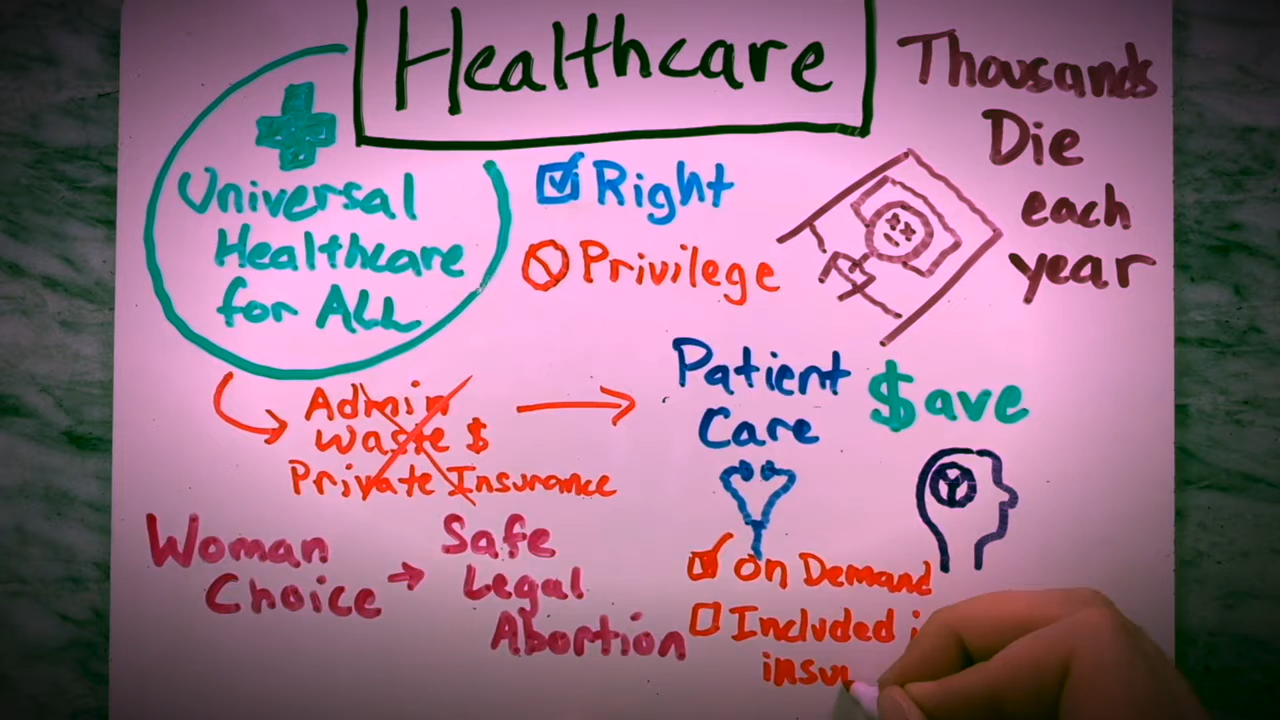 Healthcare
Universal
Healthcare
for ALL
Right
Privilege
Thousands
Die
each
year
Admin
Waste $
Private Insurance
Patient
Care
$ave
Woman
Choice
Safe
Legal
Abortion
on Demand
Included